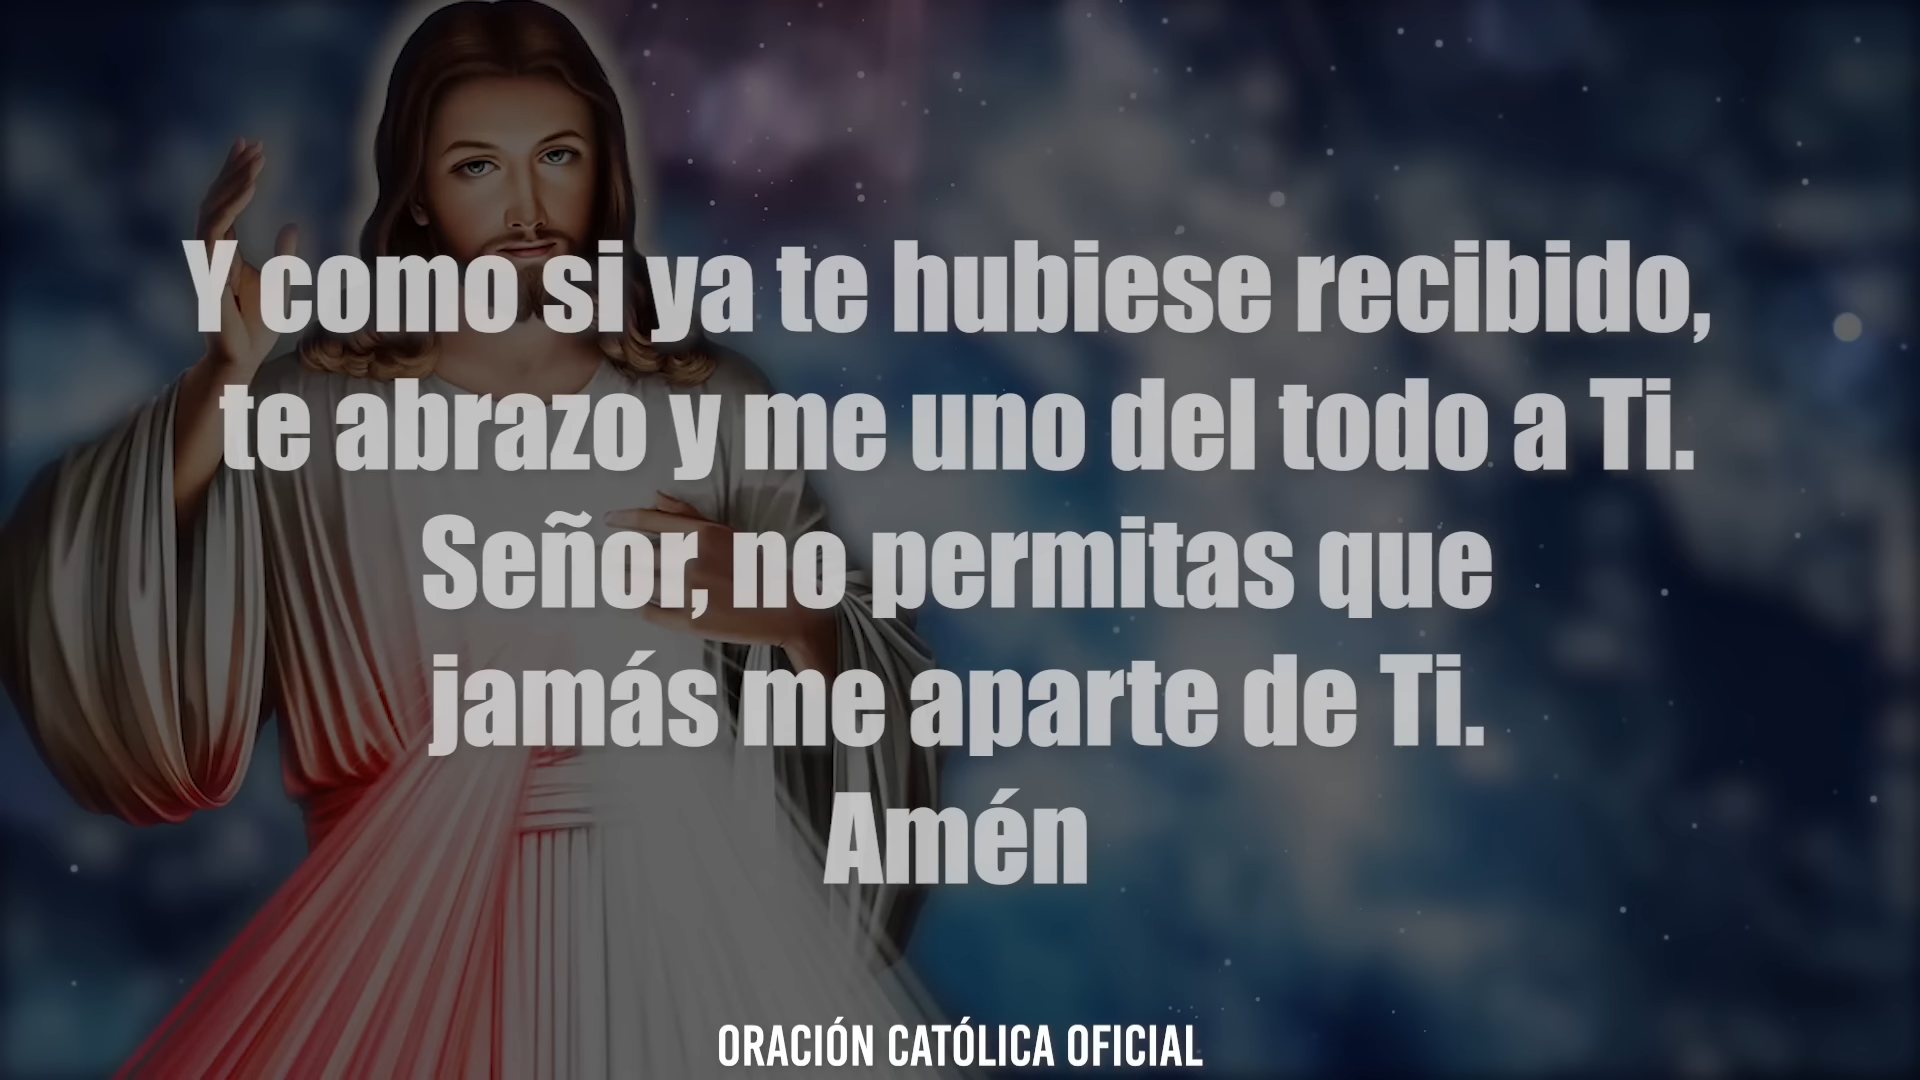 Y como si ya te hubiese recibido,
te abrazo y me uno del todo a Ti.
Señor, no permitas que
jamás me aparte de Ti.
Amén
ORACIÓN CATÓLICA OFICIAL